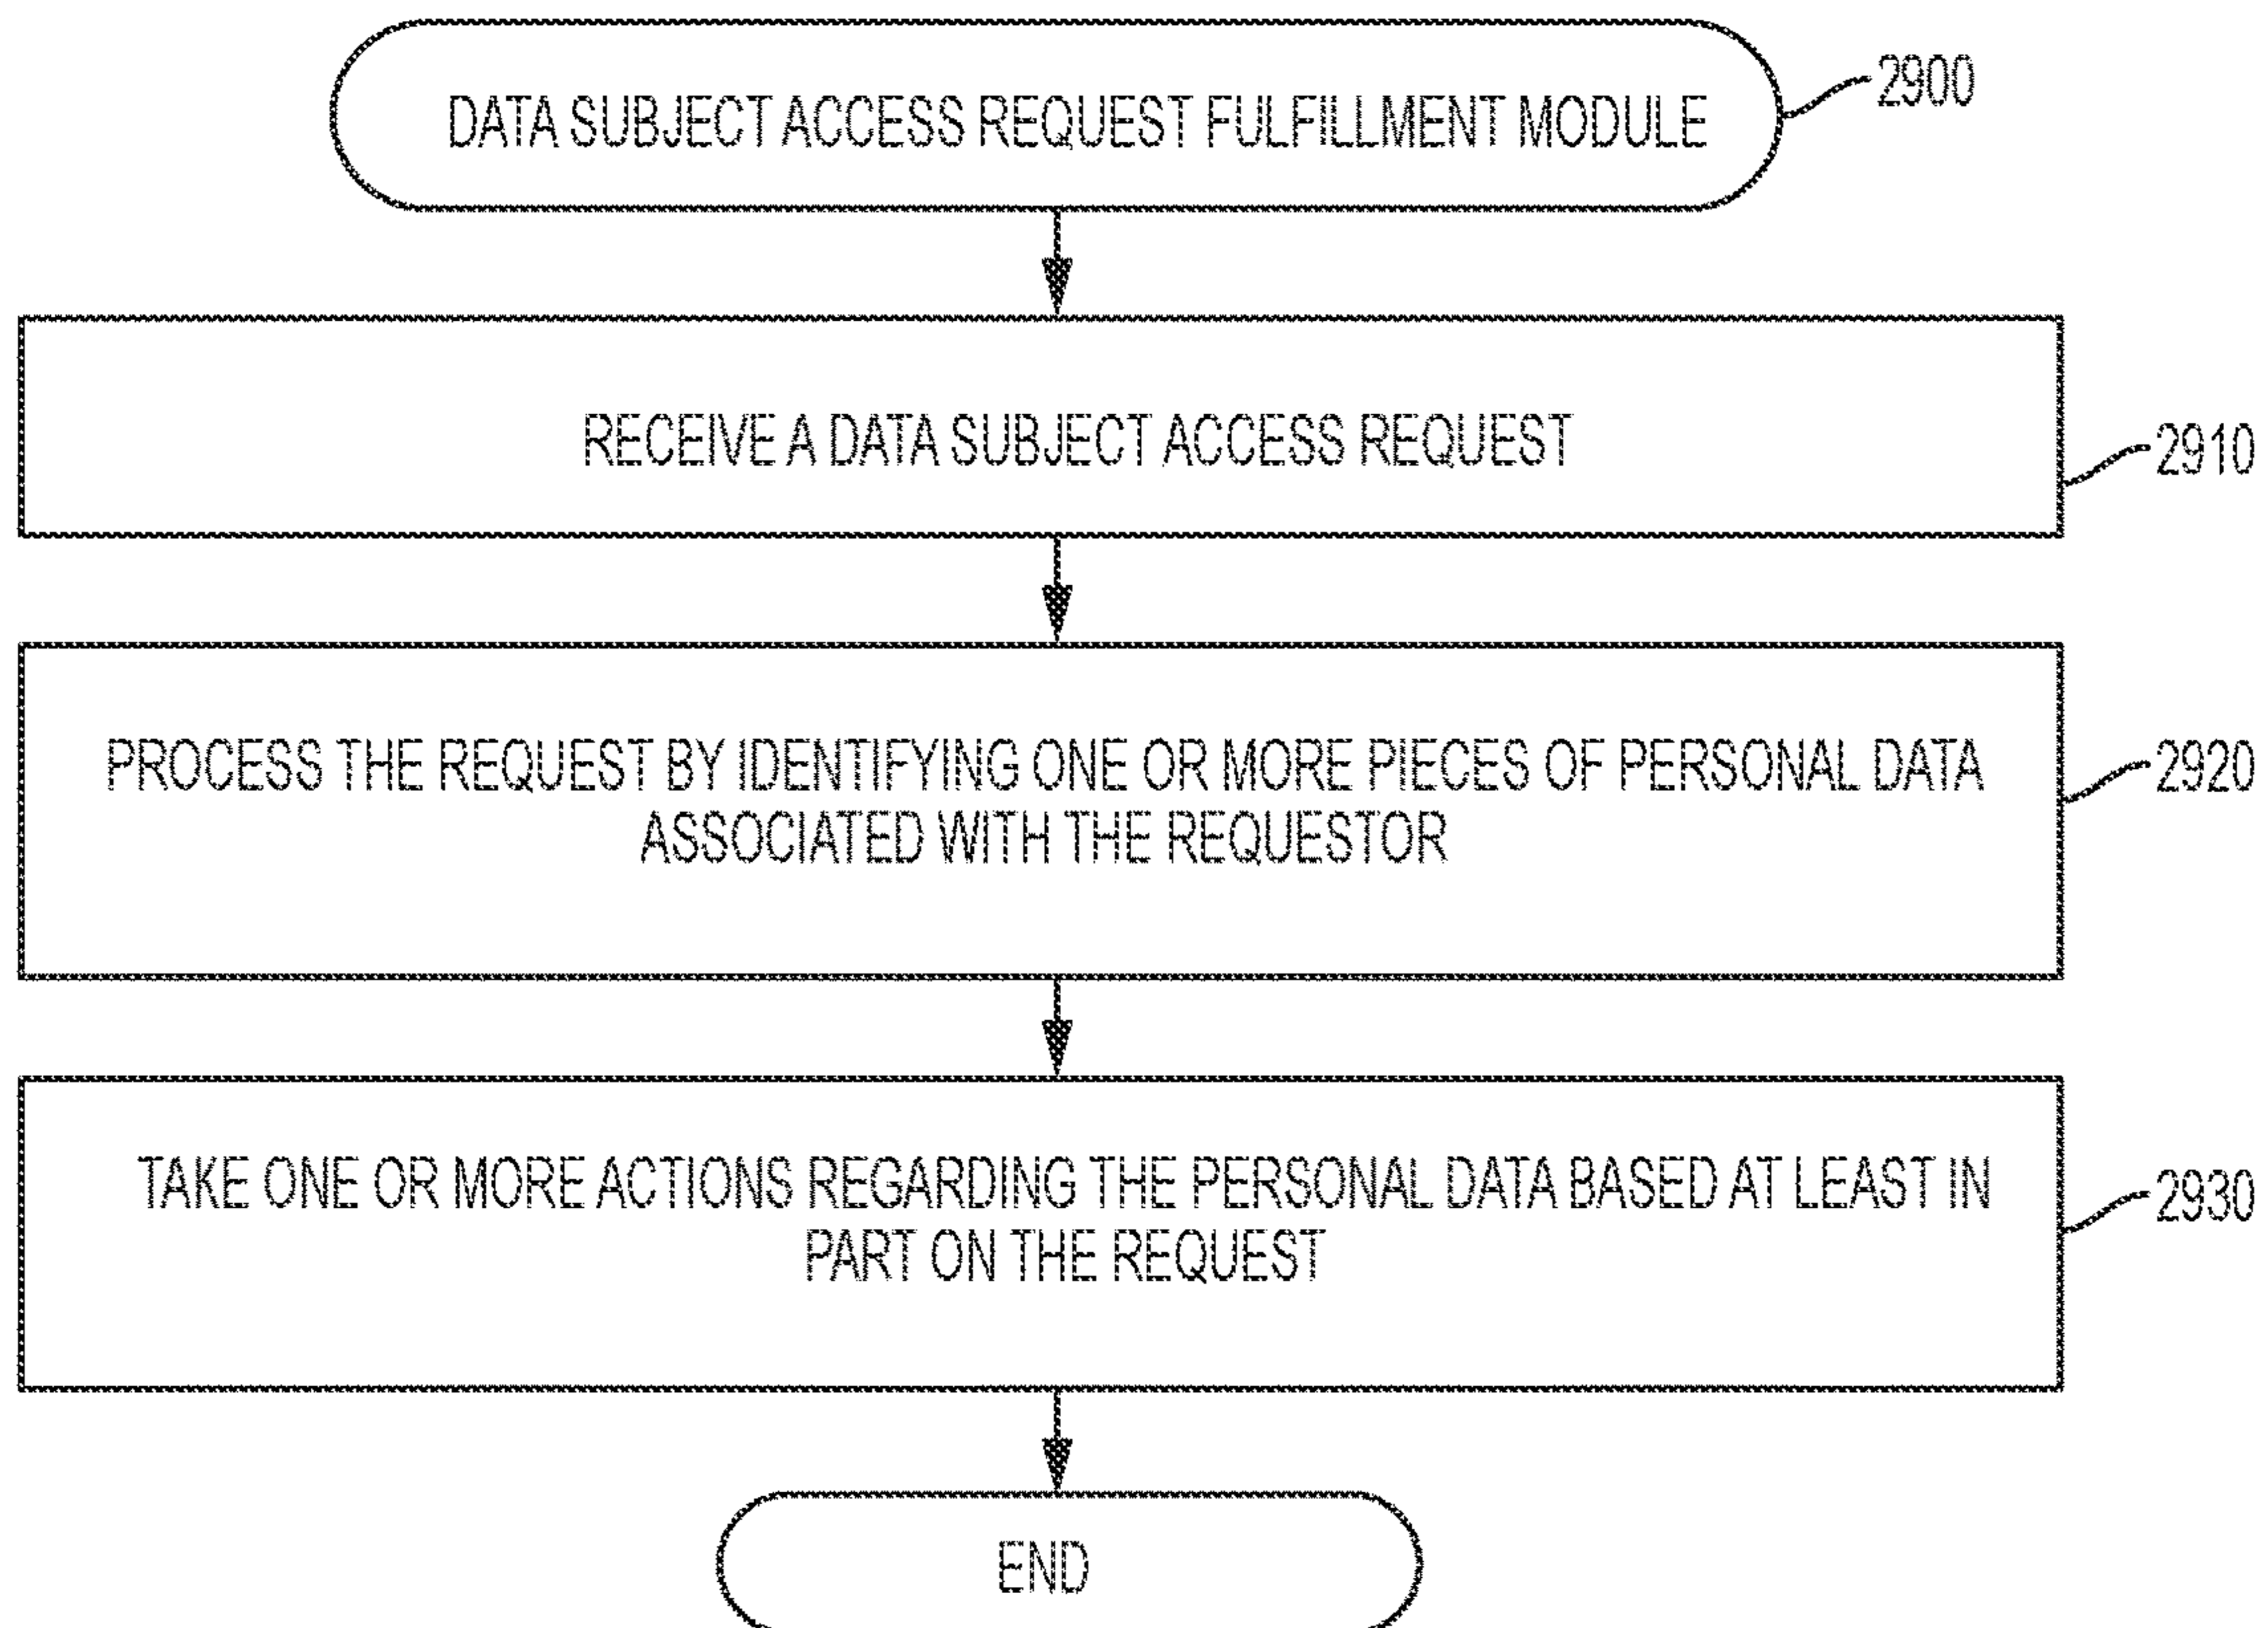 DATA SUBJECT ACCESS REQUEST FULFILLMENT MODULE
2900
RECEIVE A DATA SUBJECT ACCESS REQUEST
2910
PROCESS THE REQUEST BY IDENTIFYING ONE OR MORE PIECES OF PERSONAL DATA
ASSOCIATED WITH THE REQUESTOR
2920
TAKE ONE OR MORE ACTIONS REGARDING THE PERSONAL DATA BASED AT LEAST IN
PART ON THE REQUEST
2930
END